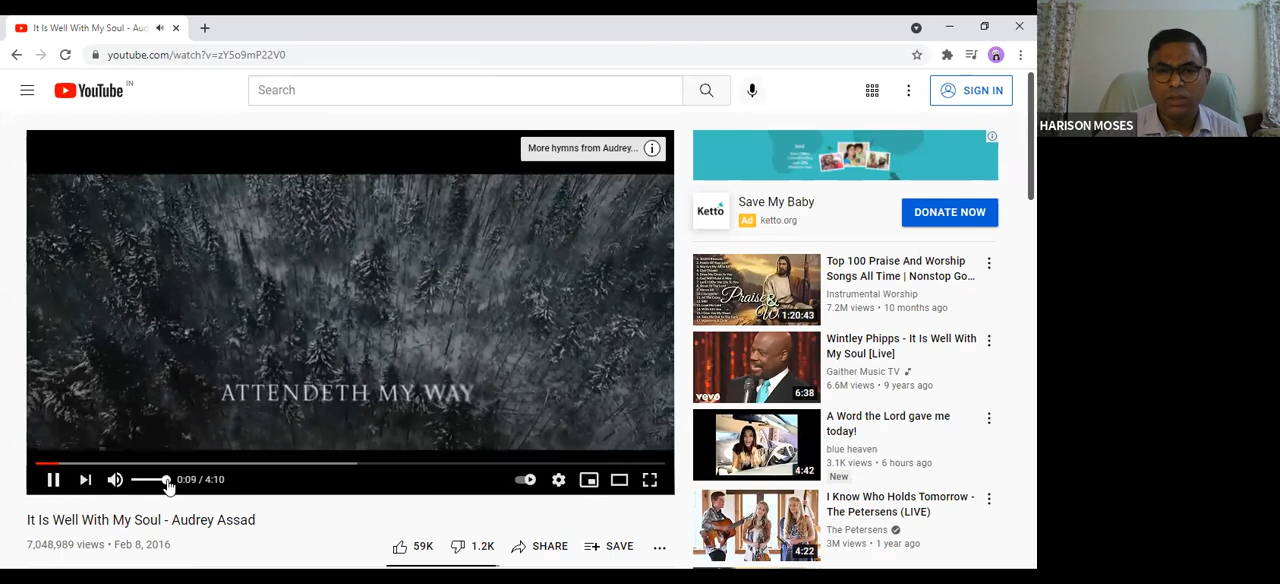 It Is Well With My Soul - Aud
youtube.com/watch?v=zY5o9mP22V0
YouTube IN
Search
SIGN IN
HARISON MOSES
More hymns from Audrey...
ATTENDETH MY WAY
0:09 / 4:10
It Is Well With My Soul - Audrey Assad
7,048,989 views • Feb 8, 2016
59K
1.2K
SHARE
SAVE
Ketto
Save My Baby
Ad ketto.org
DONATE NOW
Praise &
1:20:43
Top 100 Praise And Worship
Songs All Time | Nonstop Go...
Instrumental Worship
7.2M views • 10 months ago
vevo
6:38
Wintley Phipps - It Is Well With
My Soul [Live]
Gaither Music TV
6.6M views • 9 years ago
4:42
A Word the Lord gave me
today!
blue heaven
3.1K views • 6 hours ago
New
4:22
I Know Who Holds Tomorrow -
The Petersens (LIVE)
The Petersens
3M views • 1 year ago